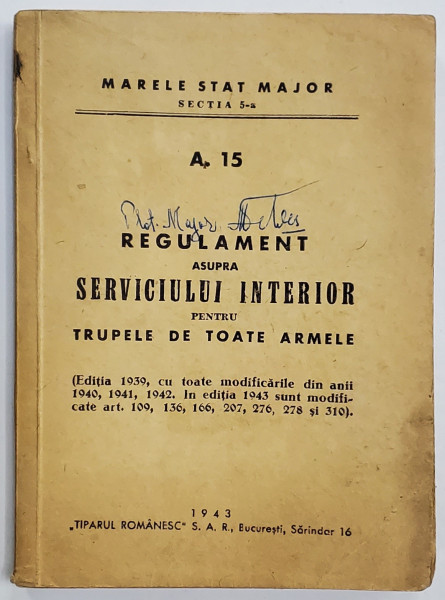 MARELE STAT MAJOR
SECTIA 5-a
A. 15
Plot. Major
REGULAMENT
ASUPRA
SERVICIULUI INTERIOR
PENTRU
TRUPELE DE TOATE ARMELE
(Ediția 1939, cu toate modificările din anii
1940, 1941, 1942. In ediția 1943 sunt modifi-
cate art. 109, 136, 166, 207, 276, 278 și 310).
1943
„TIPARUL ROMÂNESC" S. A. R., București, Sărindar 16